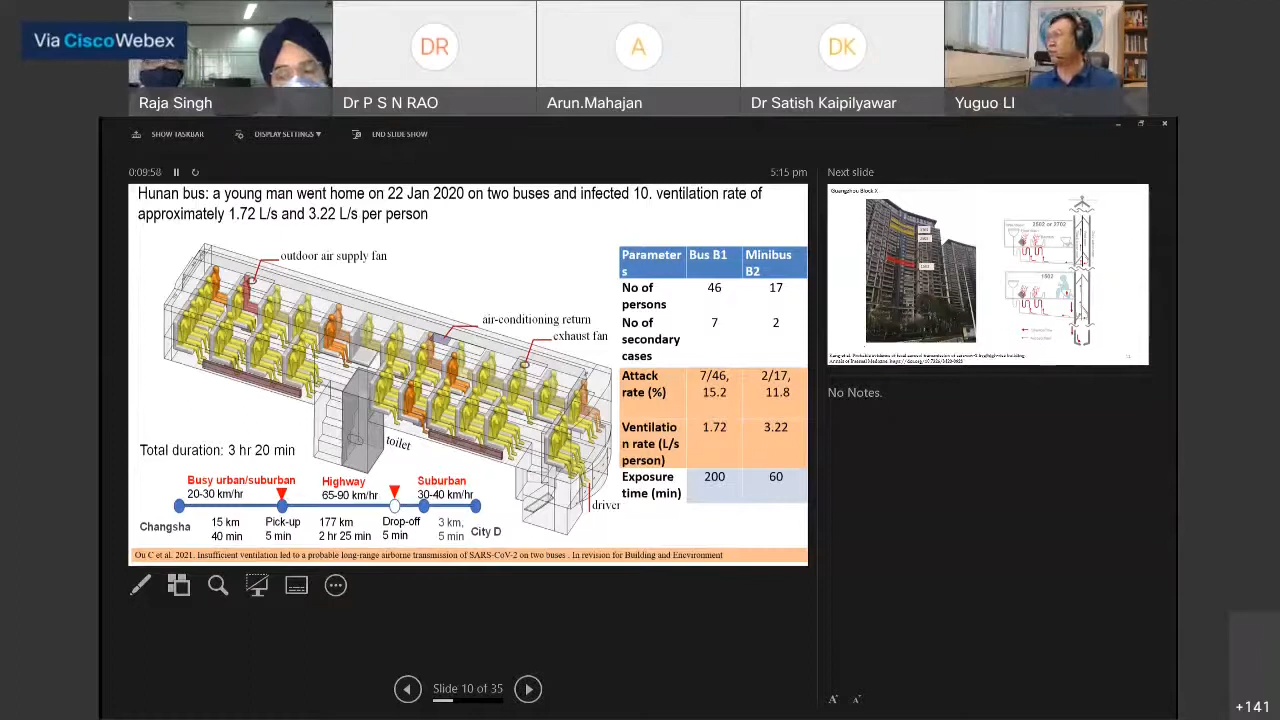 Via CiscoWebex
DR
A
DK
Raja Singh
Dr P S N RAO
Arun.Mahajan
Dr Satish Kaipilyawar
Yuguo LI
SHOW TASKBAR
DISPLAY SETTINGS ▾
END SLIDE SHOW
0:09:58
5:15 pm
Hunan bus: a young man went home on 22 Jan 2020 on two buses and infected 10. ventilation rate of
approximately 1.72 L/s and 3.22 L/s per person
outdoor air supply fan
air-conditioning return
exhaust fan
toilet
driver
Total duration: 3 hr 20 min
Busy urban/suburban
20-30 km/hr
Highway
65-90 km/hr
Suburban
30-40 km/hr
Changsha
15 km
40 min
Pick-up
5 min
177 km
2 hr 25 min
Drop-off
5 min
3 km,
5 min
City D
Parameter
s
Bus B1
Minibus
B2
No of
persons
46
17
No of
secondary
cases
7
2
Attack
rate (%)
7/46,
15.2
2/17,
11.8
Ventilatio
n rate (L/s
person)
1.72
3.22
Exposure
time (min)
200
60
Ou C et al. 2021. Insufficient ventilation led to a probable long-range airborne transmission of SARS-CoV-2 on two buses . In revision for Building and Encvironment
Slide 10 of 35
Next slide
Guangzhou Block X
2502 or 2702
1502
No Notes.
A
A
+141